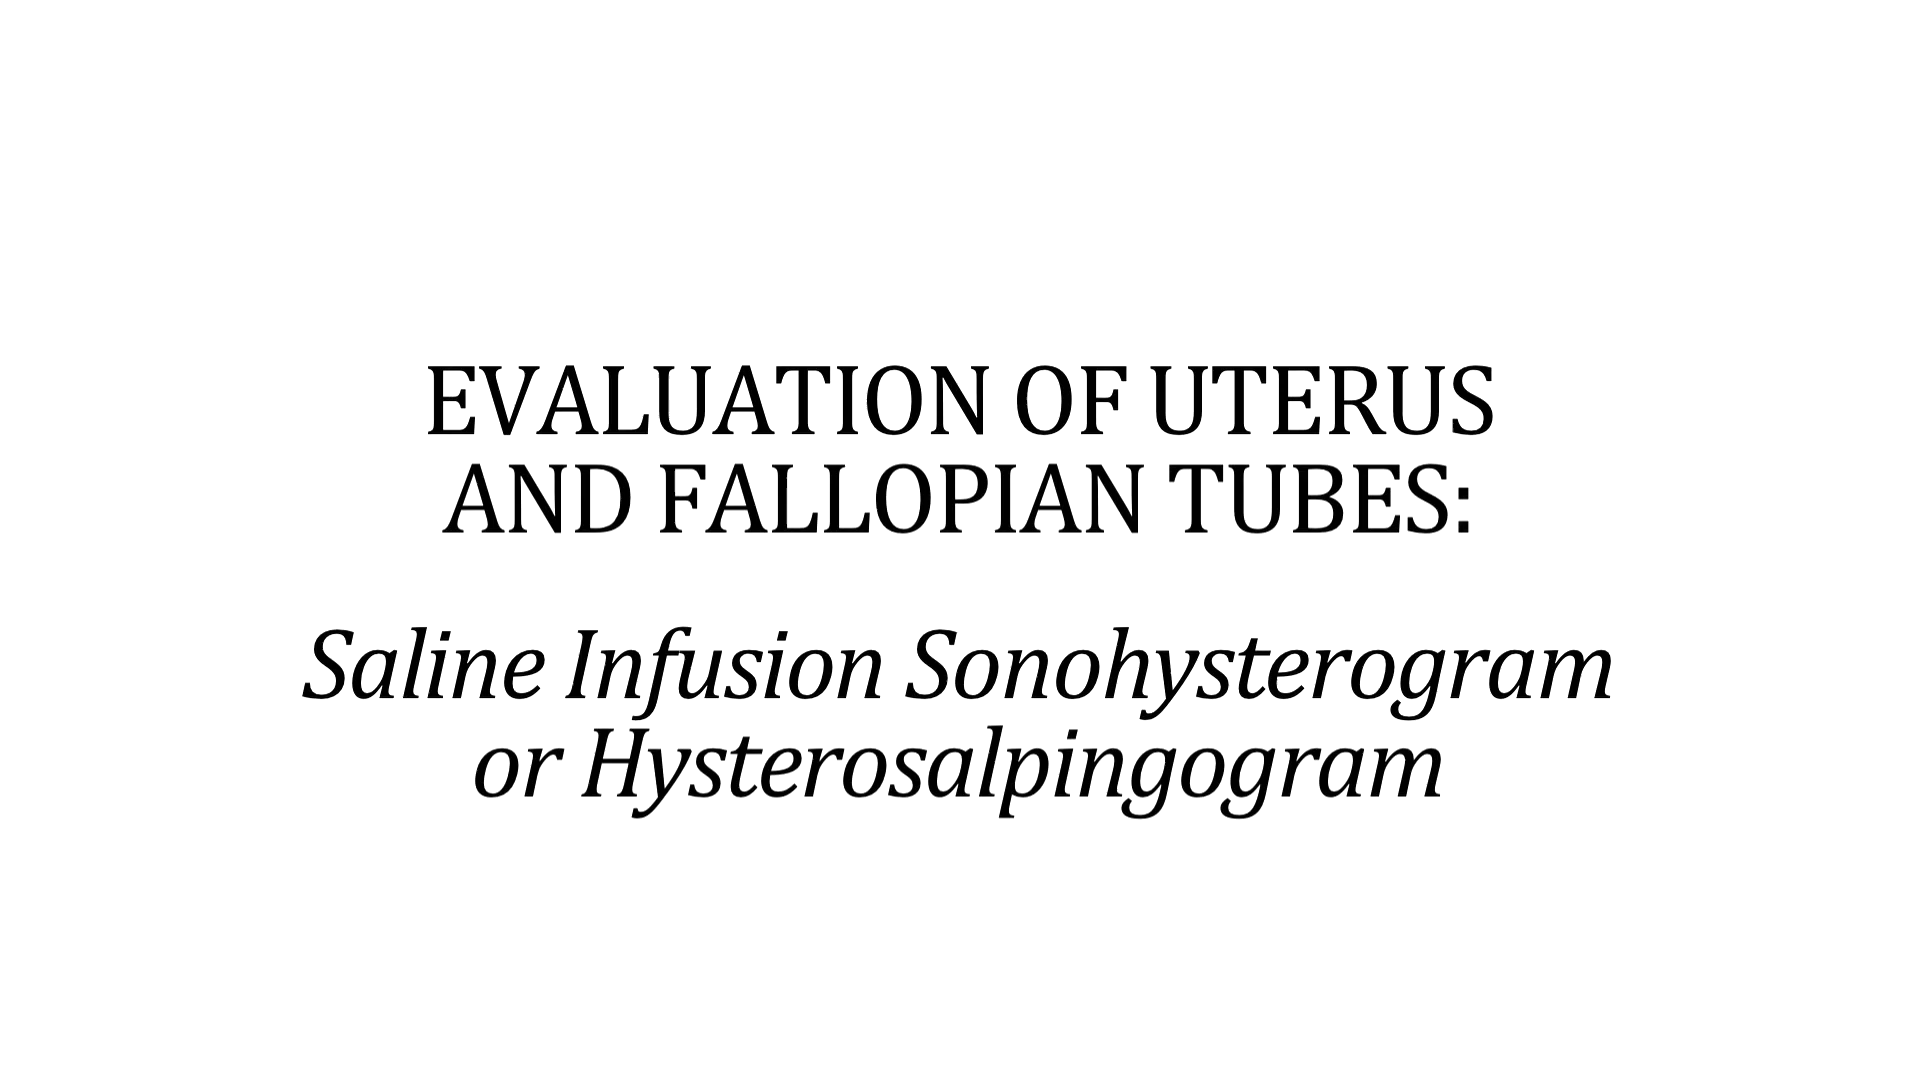 EVALUATION OF UTERUS
AND FALLOPIAN TUBES:
Saline Infusion Sonohysterogram
or Hysterosalpingogram